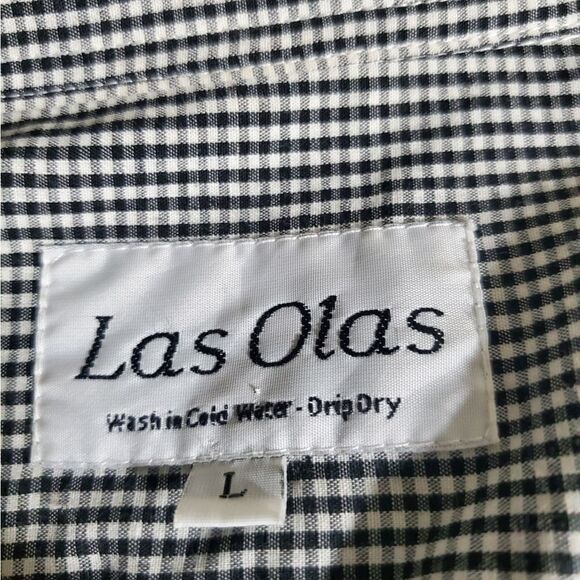 Las Olas
Wash in Cold Water - Drip Dry
L